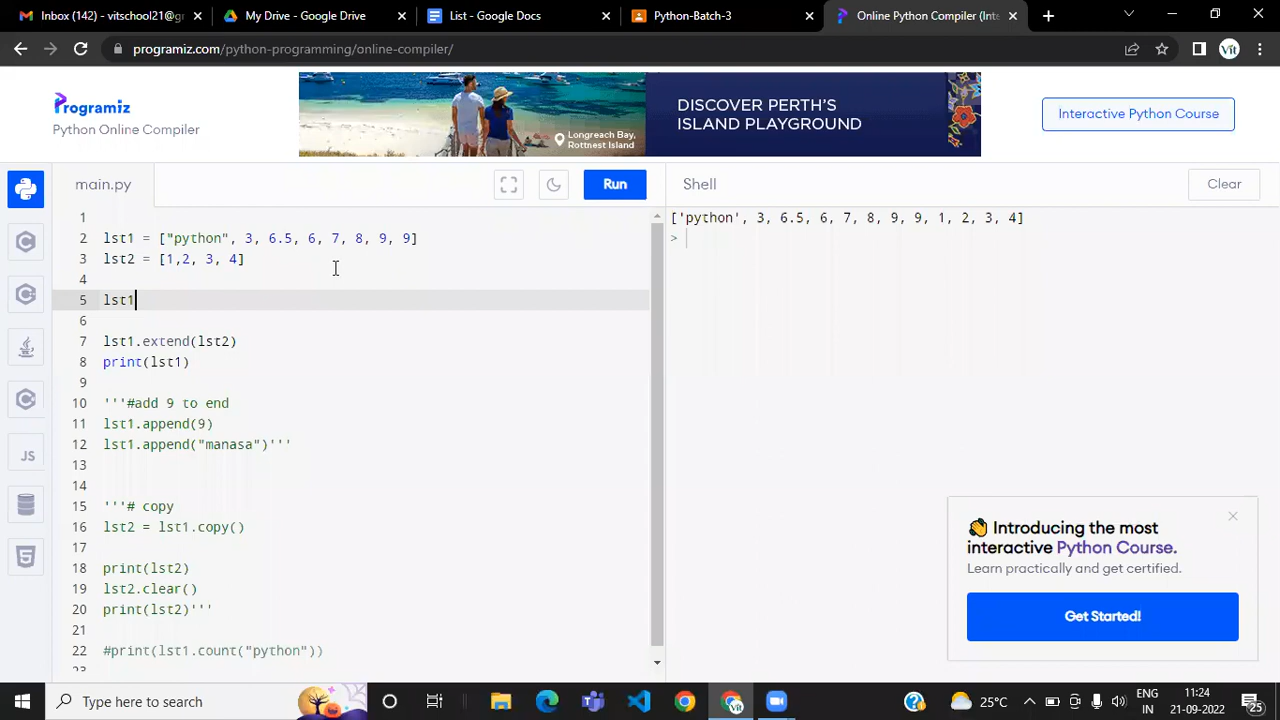 Inbox (142) - vitschool21@gr
My Drive - Google Drive
List - Google Docs
Python-Batch-3
Online Python Compiler (Inte
programiz.com/python-programming/online-compiler/
Vit
Programiz
Python Online Compiler
Longreach Bay,
Rottnest Island
DISCOVER PERTH'S
ISLAND PLAYGROUND
Interactive Python Course
main.py
Run
Shell
Clear
1
2 lst1 = ["python", 3, 6.5, 6, 7, 8, 9, 9]
3 lst2 = [1,2, 3, 4]
4
5 lst1
6
7 lst1.extend(lst2)
8 print(lst1)
9
10 '''#add 9 to end
11 lst1.append(9)
12 lst1.append("manasa")'''
13
14
15 '''# copy
16 lst2 = lst1.copy()
17
18 print(lst2)
19 lst2.clear()
20 print(lst2)'''
21
22 #print(lst1.count("python"))
23
['python', 3, 6.5, 6, 7, 8, 9, 9, 1, 2, 3, 4]
>
JS
Introducing the most
interactive Python Course.
Learn practically and get certified.
Get Started!
Type here to search
25°C
ENG
IN
11:24
21-09-2022
25